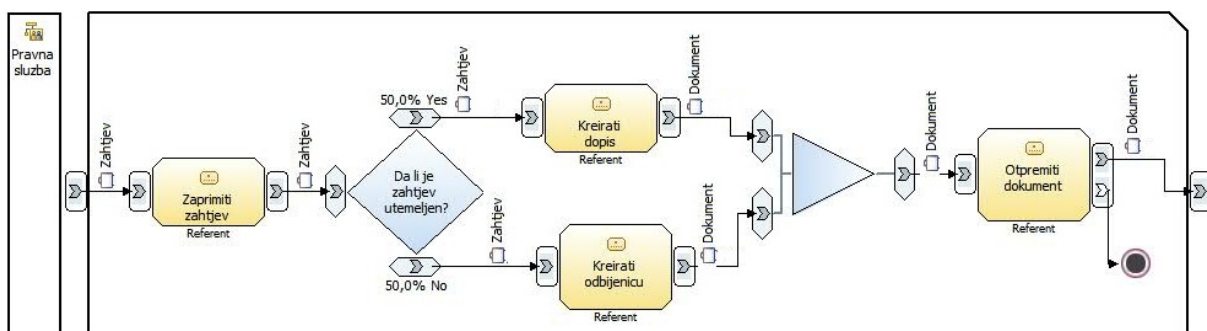 Pravna
sluzba
Zahtjev
Zaprimiti
zahtjev
Referent
Zahtjev
50,0% Yes
Da li je
zahtjev
utemeljen?
50,0% No
Zahtjev
Kreirati
dopis
Referent
Dokument
Zahtjev
Kreirati
odbijenicu
Referent
Dokument
Dokument
Otpremiti
dokument
Referent
Dokument